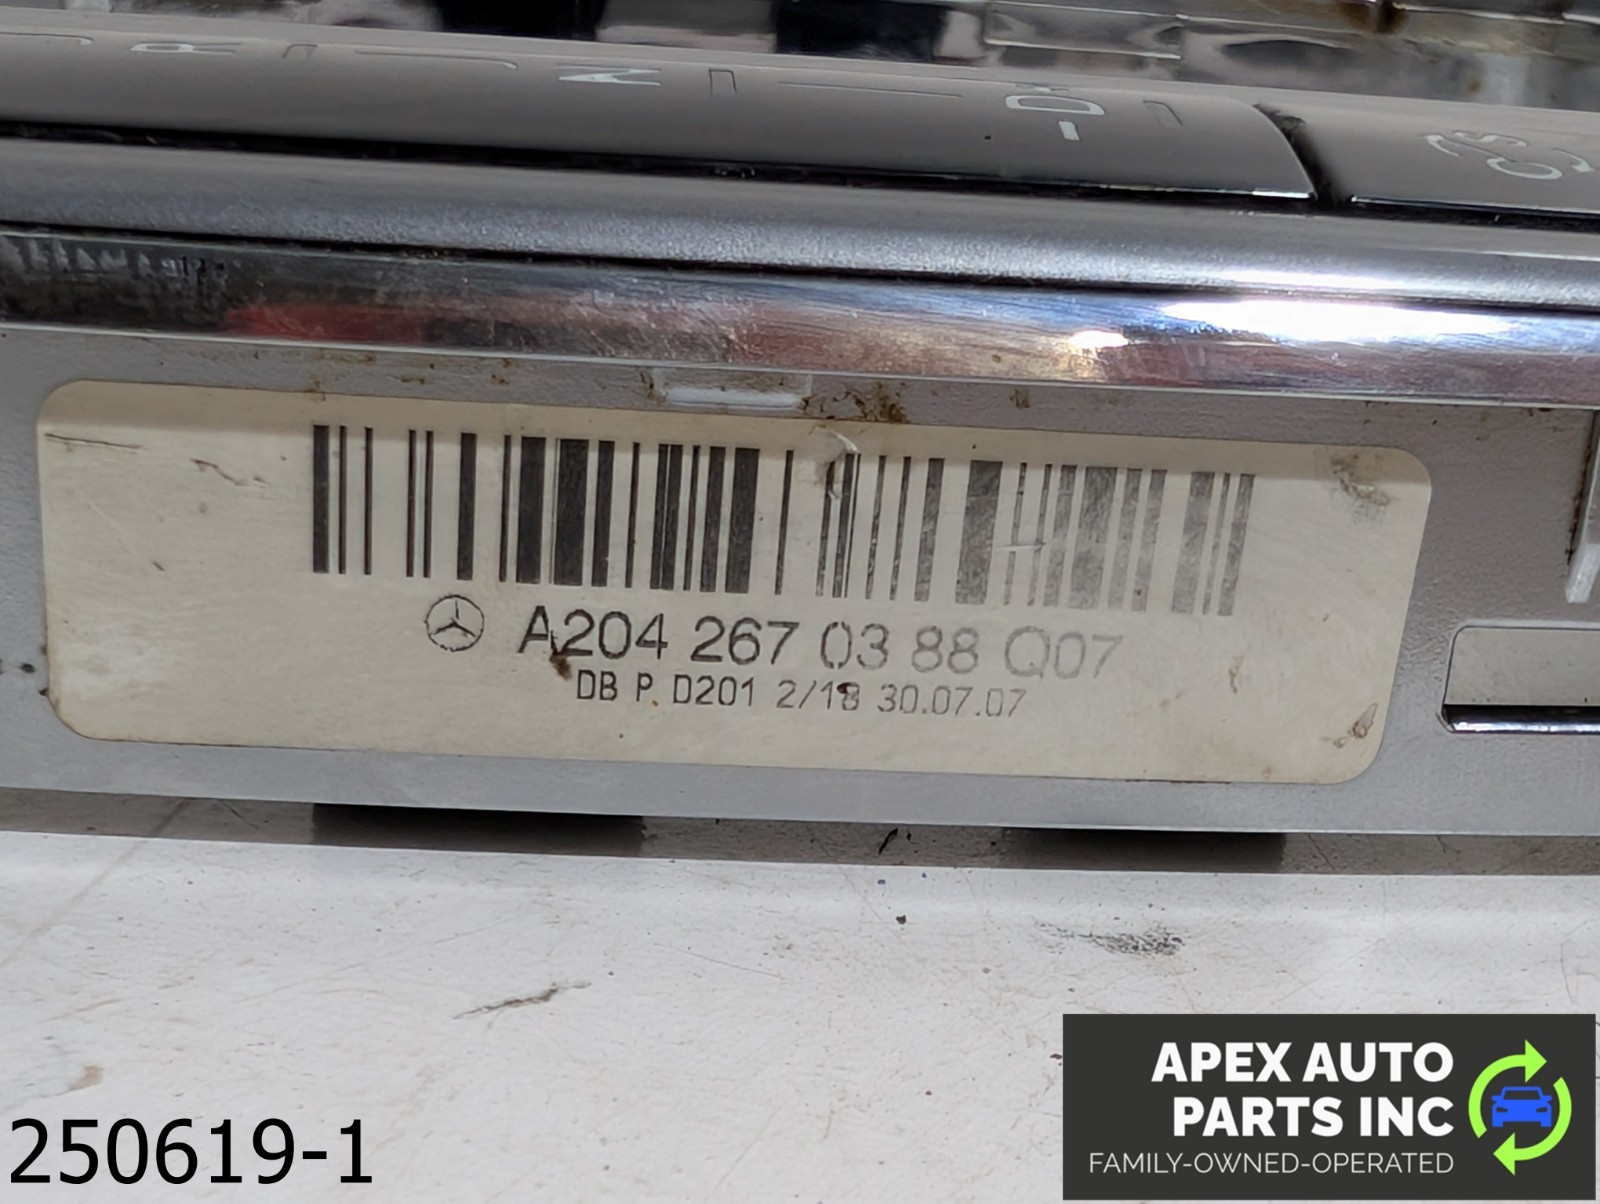 R N D
C S
A204 267 03 88 Q07
DB P. D201 2/18 30.07.07
250619-1
APEX AUTO
PARTS INC
FAMILY-OWNED-OPERATED